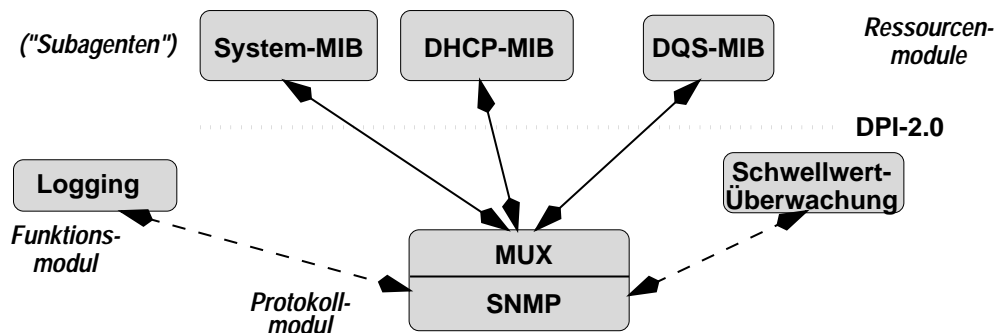 ("Subagenten")
System-MIB
DHCP-MIB
DQS-MIB
Ressourcen-
module
DPI-2.0
Logging
Schwellwert-
Überwachung
Funktions-
modul
MUX
SNMP
Protokoll-
modul